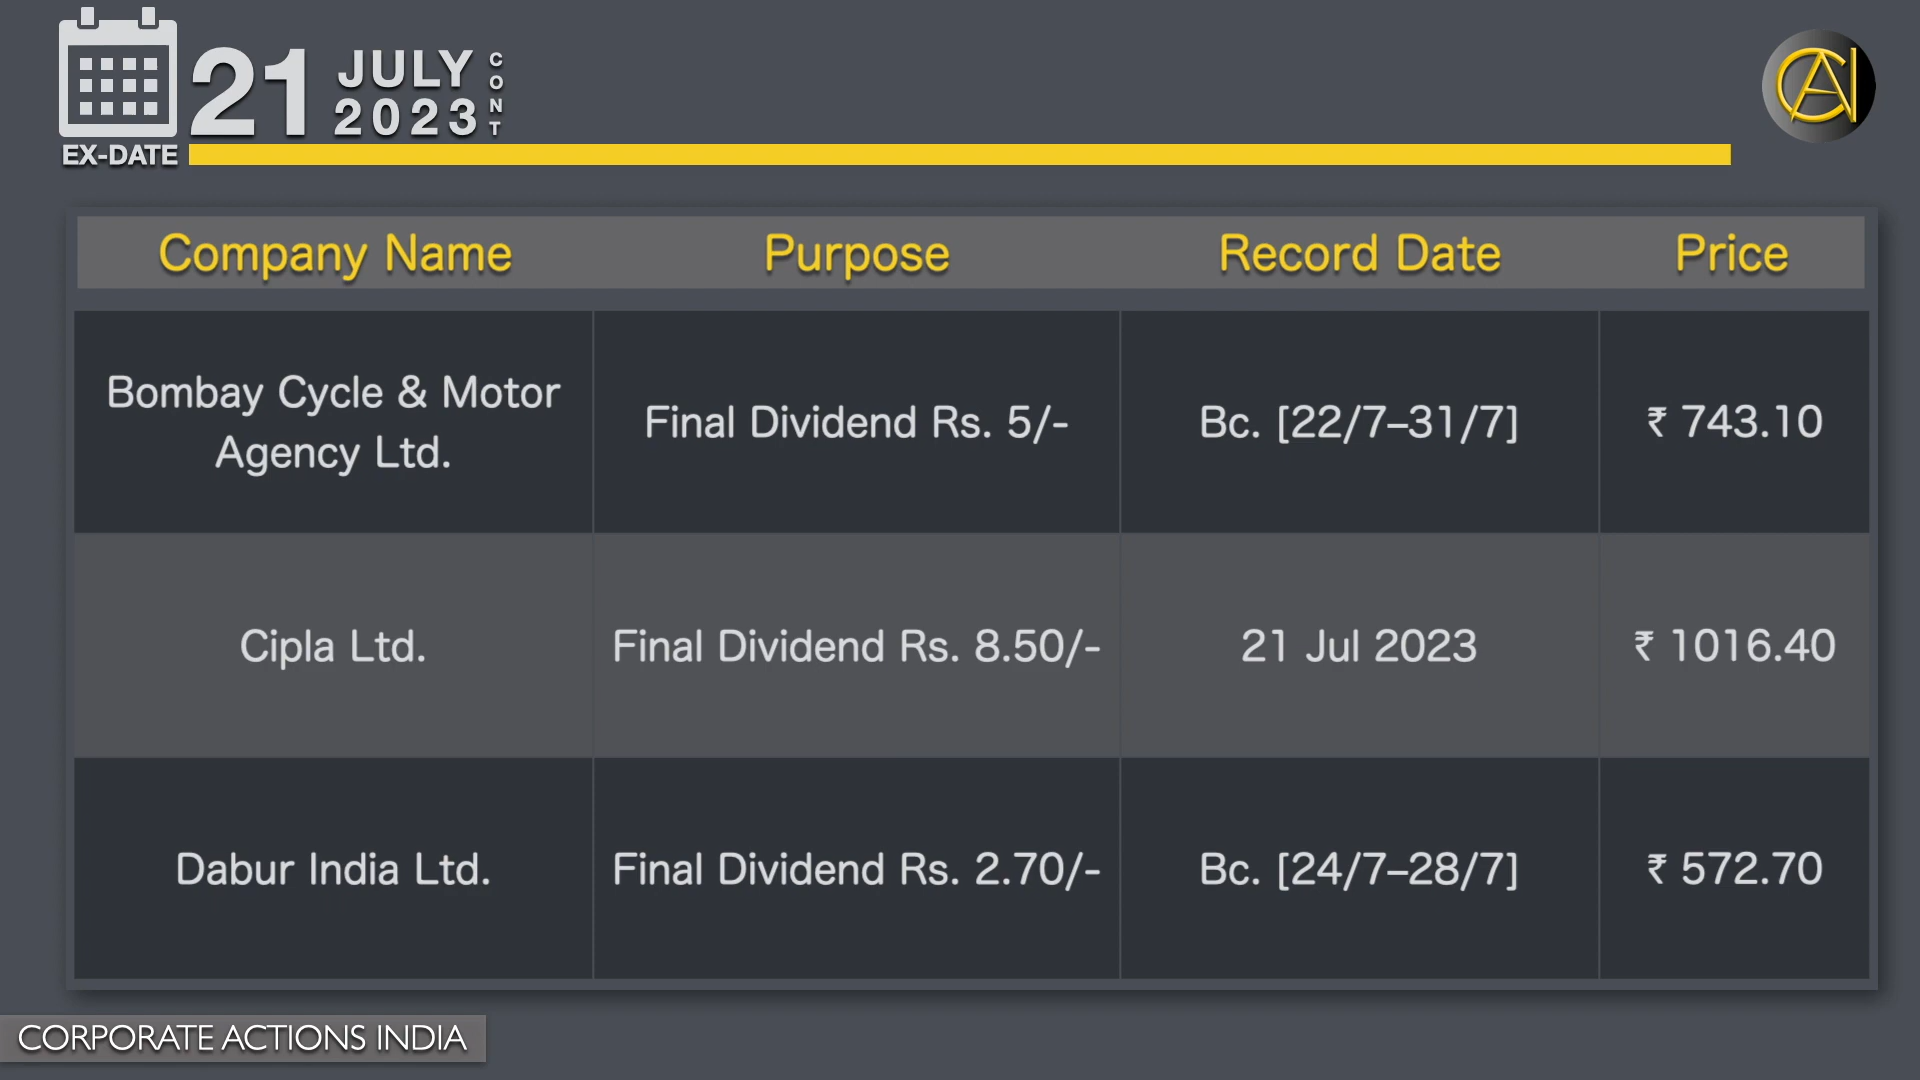 21 JULY 2023 CONT
EX-DATE
CAI
Company Name Purpose Record Date Price
Bombay Cycle & Motor Agency Ltd. Final Dividend Rs. 5/- Bc. [22/7–31/7] ₹ 743.10
Cipla Ltd. Final Dividend Rs. 8.50/- 21 Jul 2023 ₹ 1016.40
Dabur India Ltd. Final Dividend Rs. 2.70/- Bc. [24/7–28/7] ₹ 572.70
CORPORATE ACTIONS INDIA